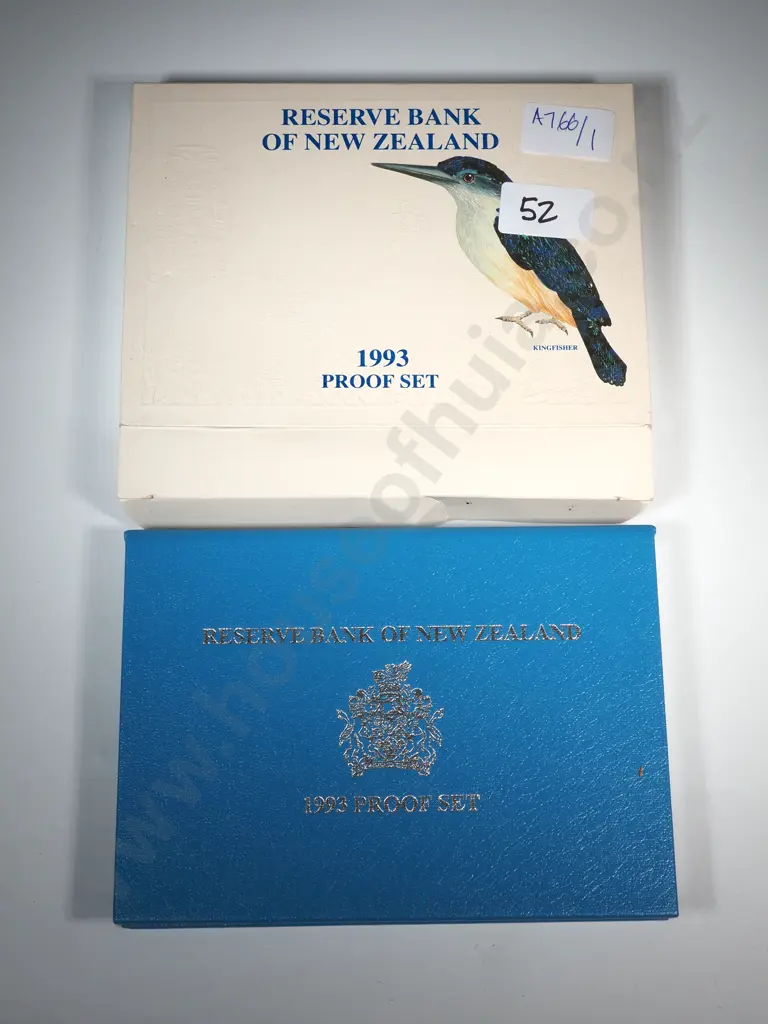 RESERVE BANK
OF NEW ZEALAND
A766/1
52
KINGFISHER
1993
PROOF SET
RESERVE BANK OF NEW ZEALAND
1993 PROOF SET